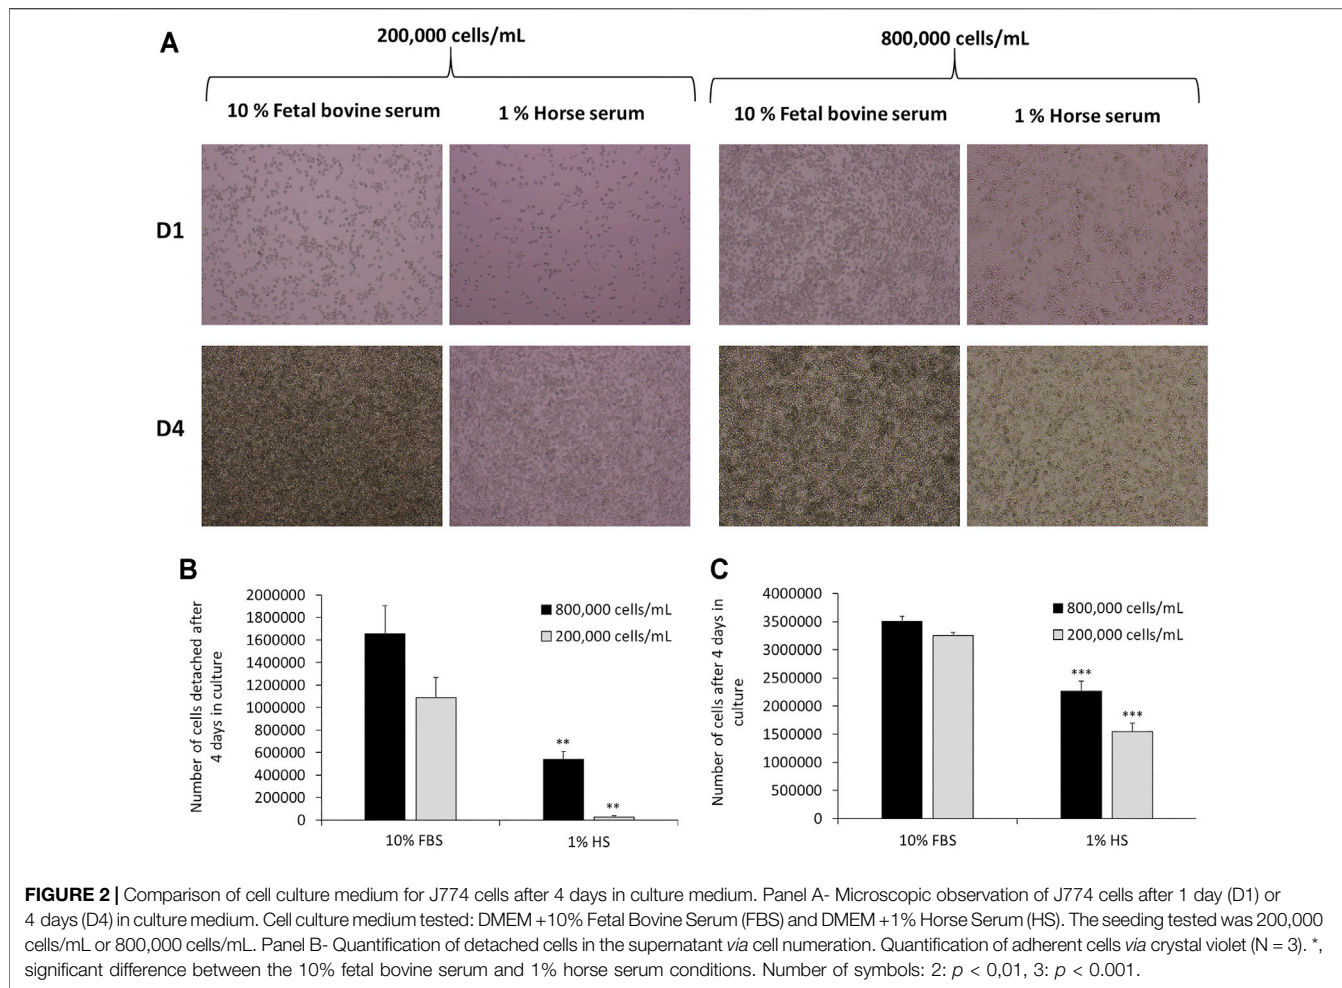 A
200,000 cells/mL
800,000 cells/mL
10 % Fetal bovine serum
1 % Horse serum
10 % Fetal bovine serum
1 % Horse serum
D1
D4
B
Number of cells detached after
4 days in culture
2000000
1800000
1600000
1400000
1200000
1000000
800000
600000
400000
200000
0
800,000 cells/mL
200,000 cells/mL
**
**
10% FBS
1% HS
C
Number of cells after 4 days in
culture
4000000
3500000
3000000
2500000
2000000
1500000
1000000
500000
0
800,000 cells/mL
200,000 cells/mL
***
***
10% FBS
1% HS
FIGURE 2 | Comparison of cell culture medium for J774 cells after 4 days in culture medium. Panel A- Microscopic observation of J774 cells after 1 day (D1) or
4 days (D4) in culture medium. Cell culture medium tested: DMEM +10% Fetal Bovine Serum (FBS) and DMEM +1% Horse Serum (HS). The seeding tested was 200,000
cells/mL or 800,000 cells/mL. Panel B- Quantification of detached cells in the supernatant via cell numeration. Quantification of adherent cells via crystal violet (N = 3). *,
significant difference between the 10% fetal bovine serum and 1% horse serum conditions. Number of symbols: 2: p < 0,01, 3: p < 0.001.